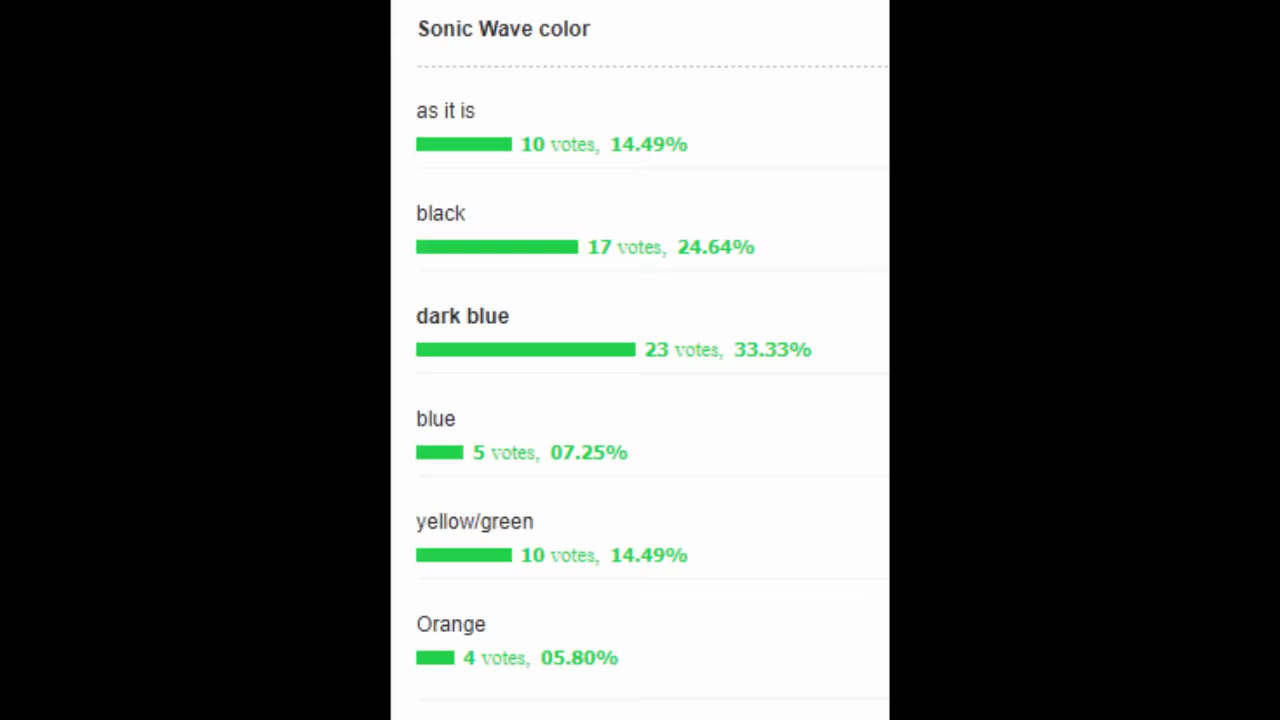 Sonic Wave color
as it is
10 votes, 14.49%
black
17 votes, 24.64%
dark blue
23 votes, 33.33%
blue
5 votes, 07.25%
yellow/green
10 votes, 14.49%
Orange
4 votes, 05.80%